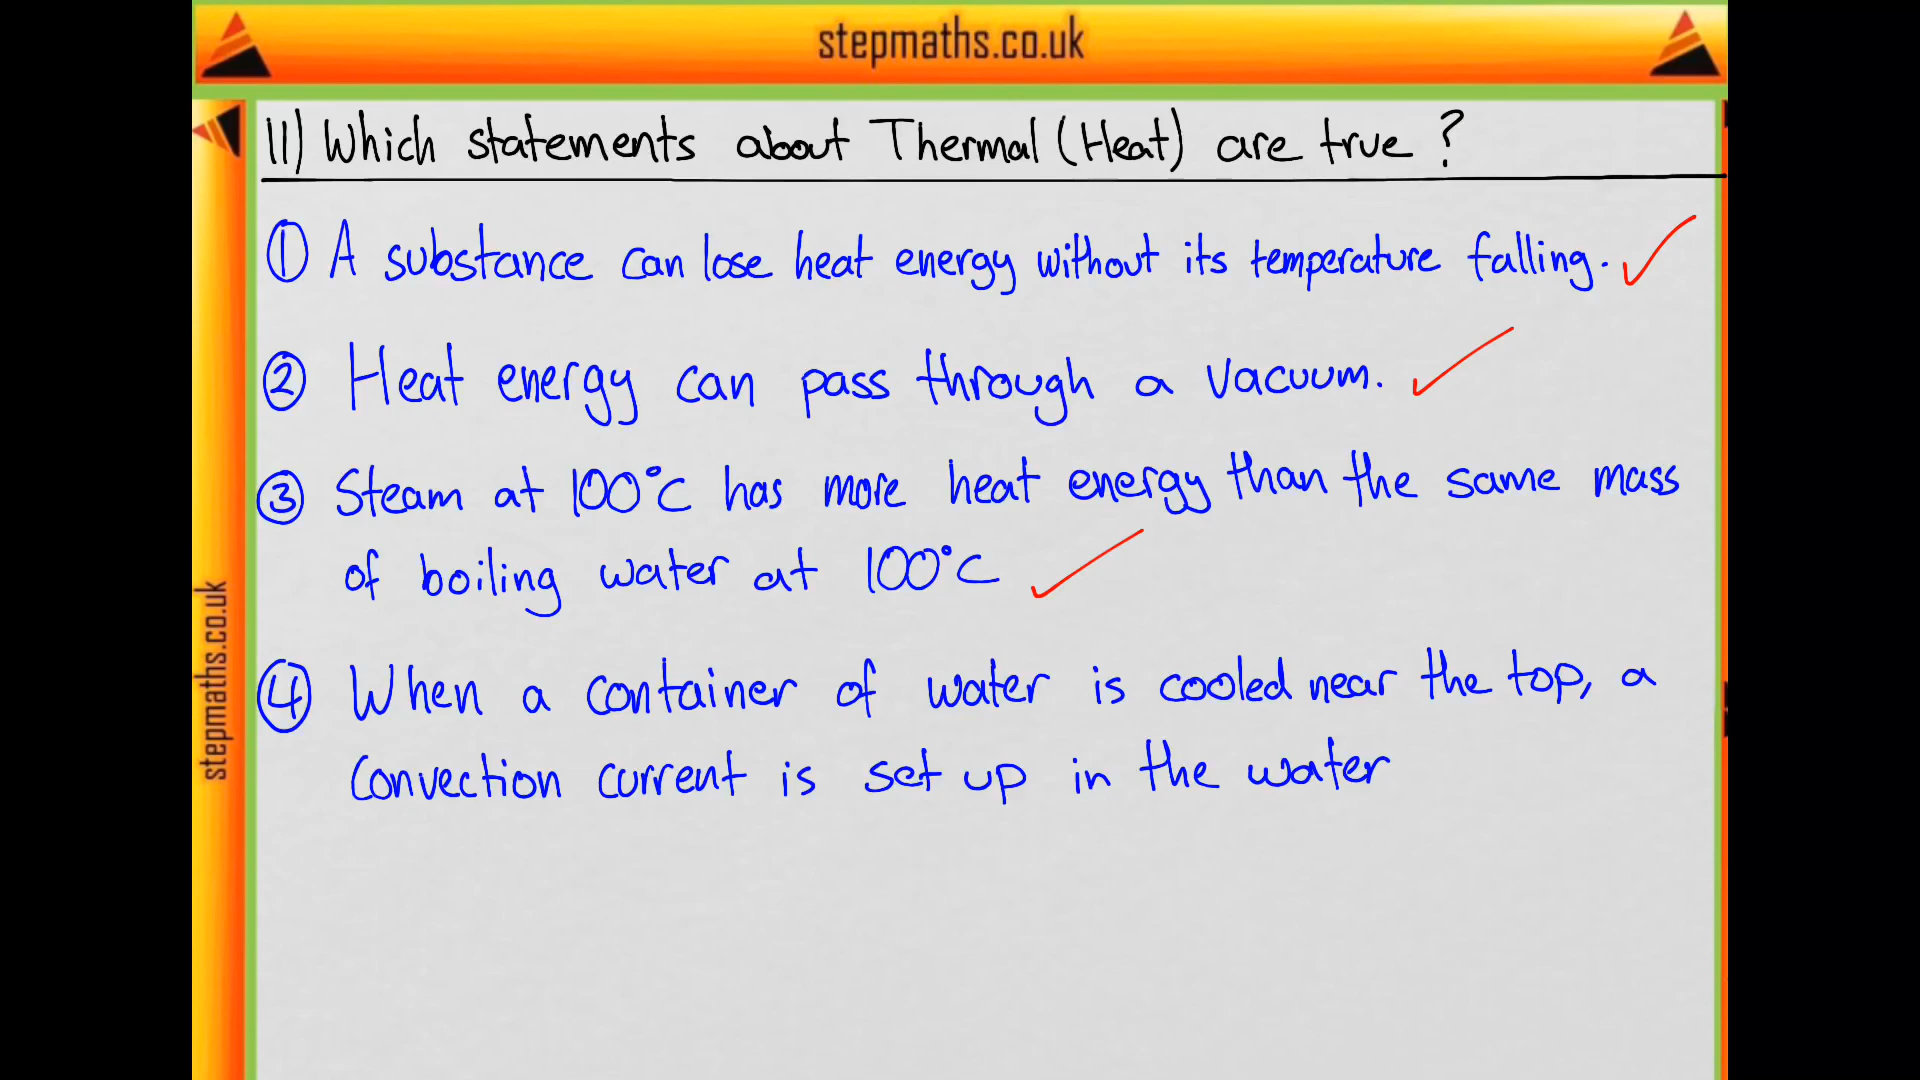 stepmaths.co.uk
11) Which statements about Thermal (Heat) are true?
① A substance can lose heat energy without its temperature falling.
② Heat energy can pass through a vacuum.
③ Steam at 100°C has more heat energy than the same mass
of boiling water at 100°C
④ When a container of water is cooled near the top, a
convection current is set up in the water
stepmaths.co.uk